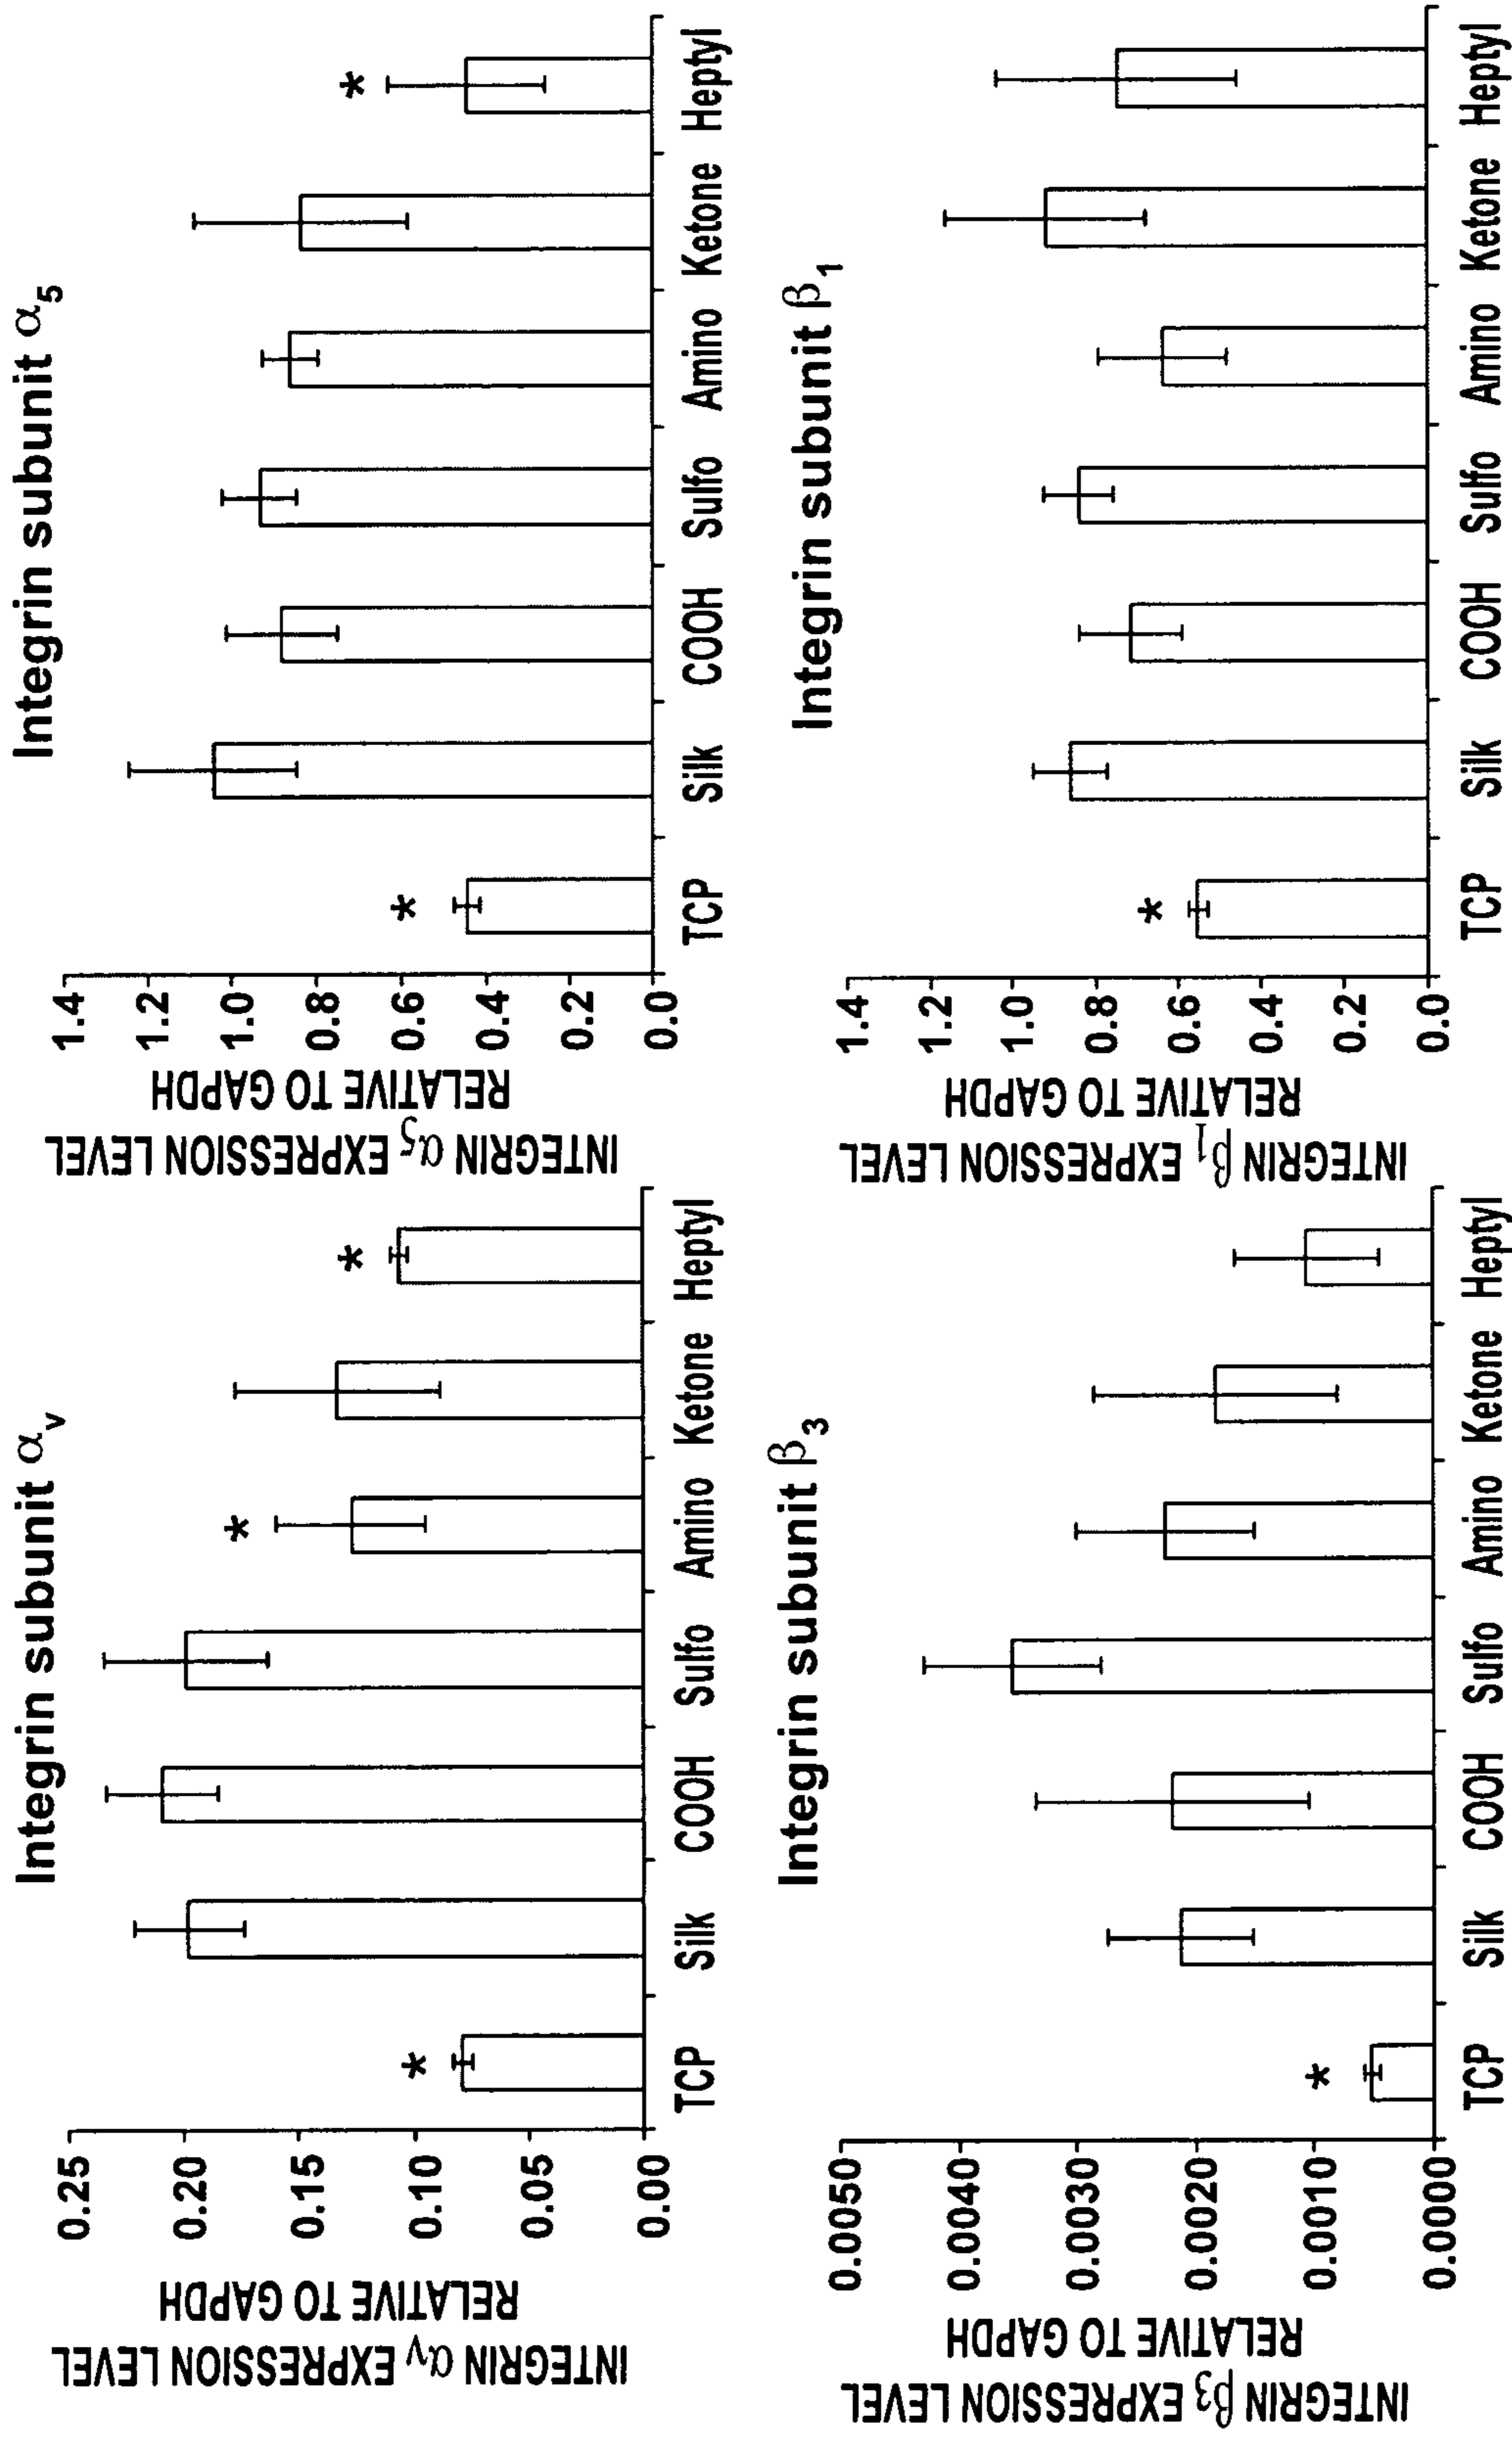 Integrin subunit αv
INTEGRIN αv EXPRESSION LEVEL
RELATIVE TO GAPDH
0.25
0.20
0.15
0.10
0.05
0.00
* * *
TCP Silk COOH Sulfo Amino Ketone Heptyl
Integrin subunit α5
INTEGRIN α5 EXPRESSION LEVEL
RELATIVE TO GAPDH
1.4
1.2
1.0
0.8
0.6
0.4
0.2
0.0
* *
TCP Silk COOH Sulfo Amino Ketone Heptyl
Integrin subunit β3
INTEGRIN β3 EXPRESSION LEVEL
RELATIVE TO GAPDH
0.0050
0.0040
0.0030
0.0020
0.0010
0.0000
*
TCP Silk COOH Sulfo Amino Ketone Heptyl
Integrin subunit β1
INTEGRIN β1 EXPRESSION LEVEL
RELATIVE TO GAPDH
1.4
1.2
1.0
0.8
0.6
0.4
0.2
0.0
*
TCP Silk COOH Sulfo Amino Ketone Heptyl